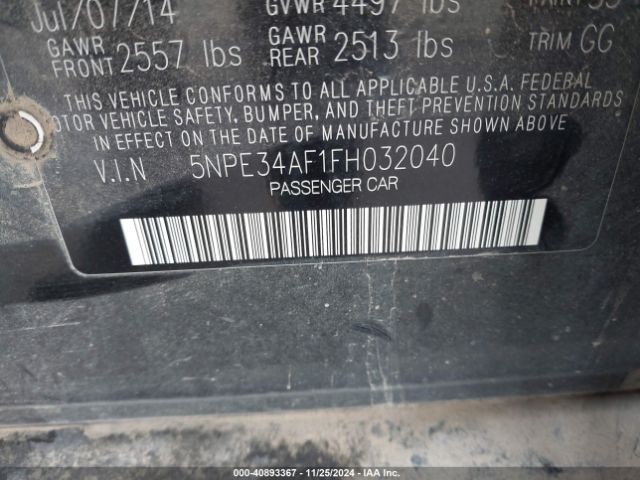 Jul/07/14
GVWR 4497 lbs
GAWR FRONT 2557 lbs
GAWR REAR 2513 lbs
TRIM GG
THIS VEHICLE CONFORMS TO ALL APPLICABLE U.S.A. FEDERAL
MOTOR VEHICLE SAFETY, BUMPER, AND THEFT PREVENTION STANDARDS
IN EFFECT ON THE DATE OF MANUFACTURE SHOWN ABOVE
V.I.N 5NPE34AF1FH032040
PASSENGER CAR
000-40893367 - 11/25/2024 - IAA Inc.